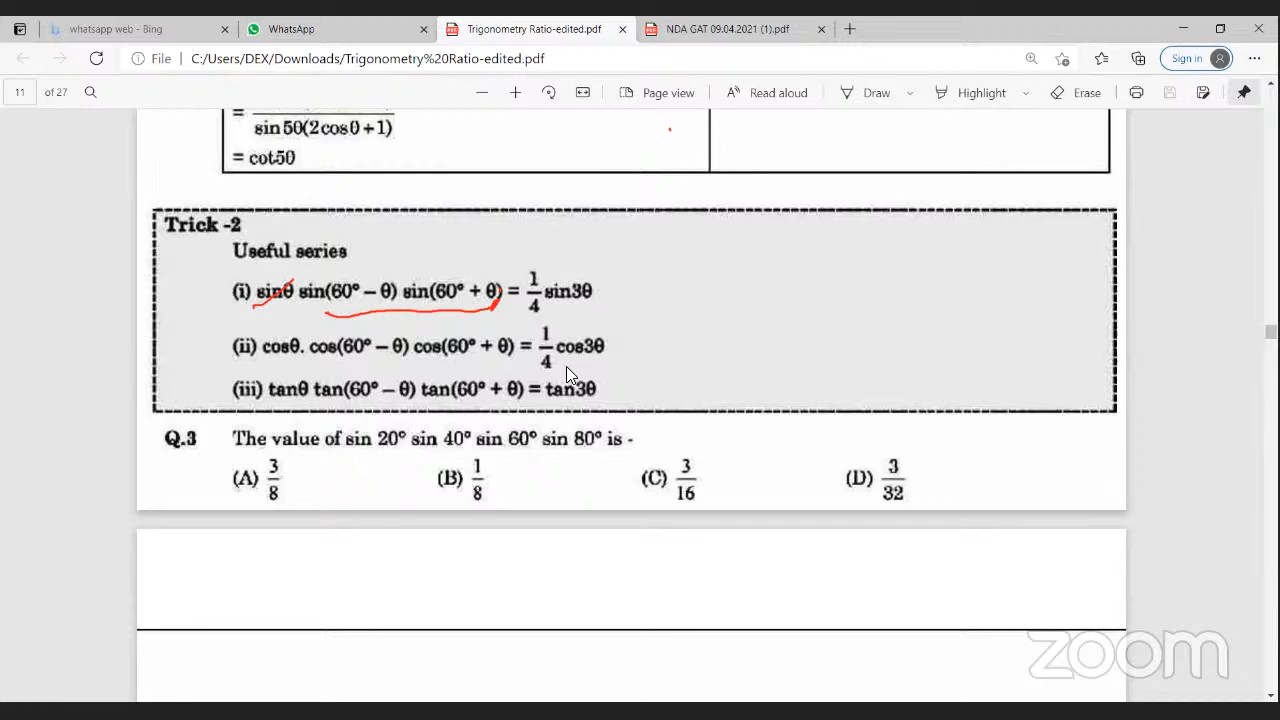 whatsapp web - Bing
WhatsApp
Trigonometry Ratio-edited.pdf
NDA GAT 09.04.2021 (1).pdf
File C:/Users/DEX/Downloads/Trigonometry%20Ratio-edited.pdf
Sign in
11 of 27
Page view
Read aloud
Draw
Highlight
Erase
=
sin5θ(2cosθ+1)
= cot5θ
Trick -2
Useful series
(i) sinθ sin(60° – θ) sin(60° + θ) = 1/4 sin3θ
(ii) cosθ. cos(60° – θ) cos(60° + θ) = 1/4 cos3θ
(iii) tanθ tan(60° – θ) tan(60° + θ) = tan3θ
Q.3 The value of sin 20° sin 40° sin 60° sin 80° is -
(A) 3/8 (B) 1/8 (C) 3/16 (D) 3/32
zoom